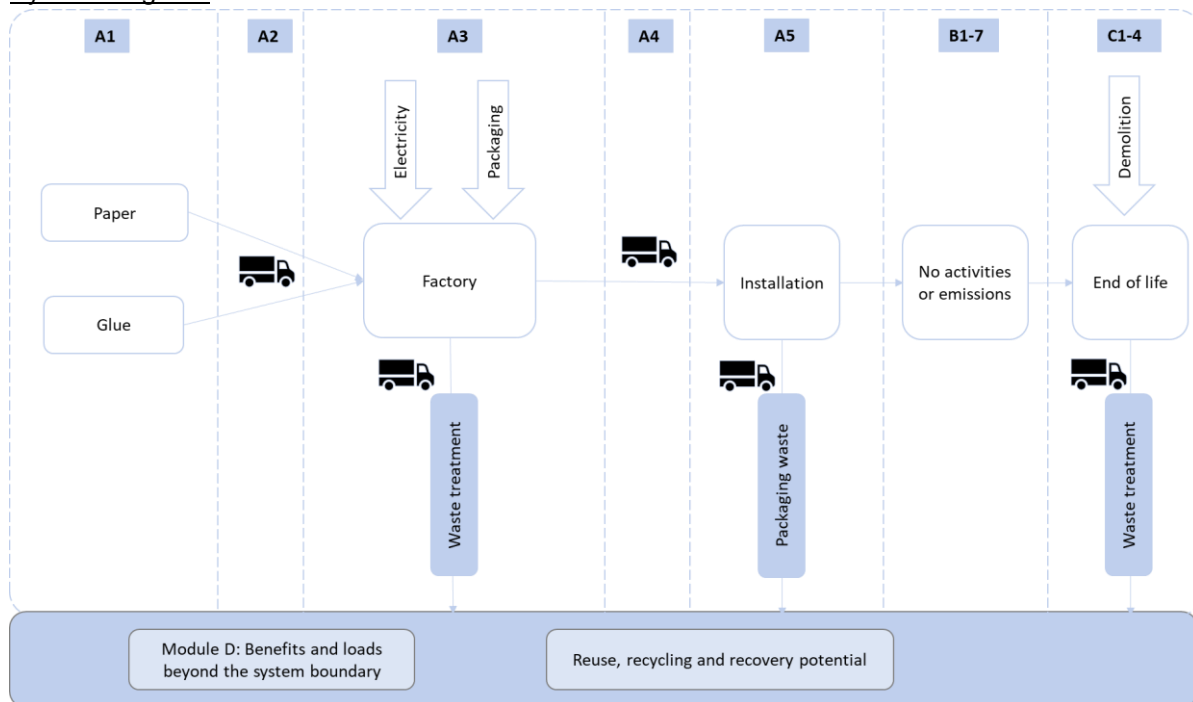 A1
A2
A3
A4
A5
B1-7
C1-4
Electricity
Packaging
Demolition
Paper
Glue
Factory
Installation
No activities
or emissions
End of life
Waste treatment
Packaging waste
Waste treatment
Module D: Benefits and loads
beyond the system boundary
Reuse, recycling and recovery potential